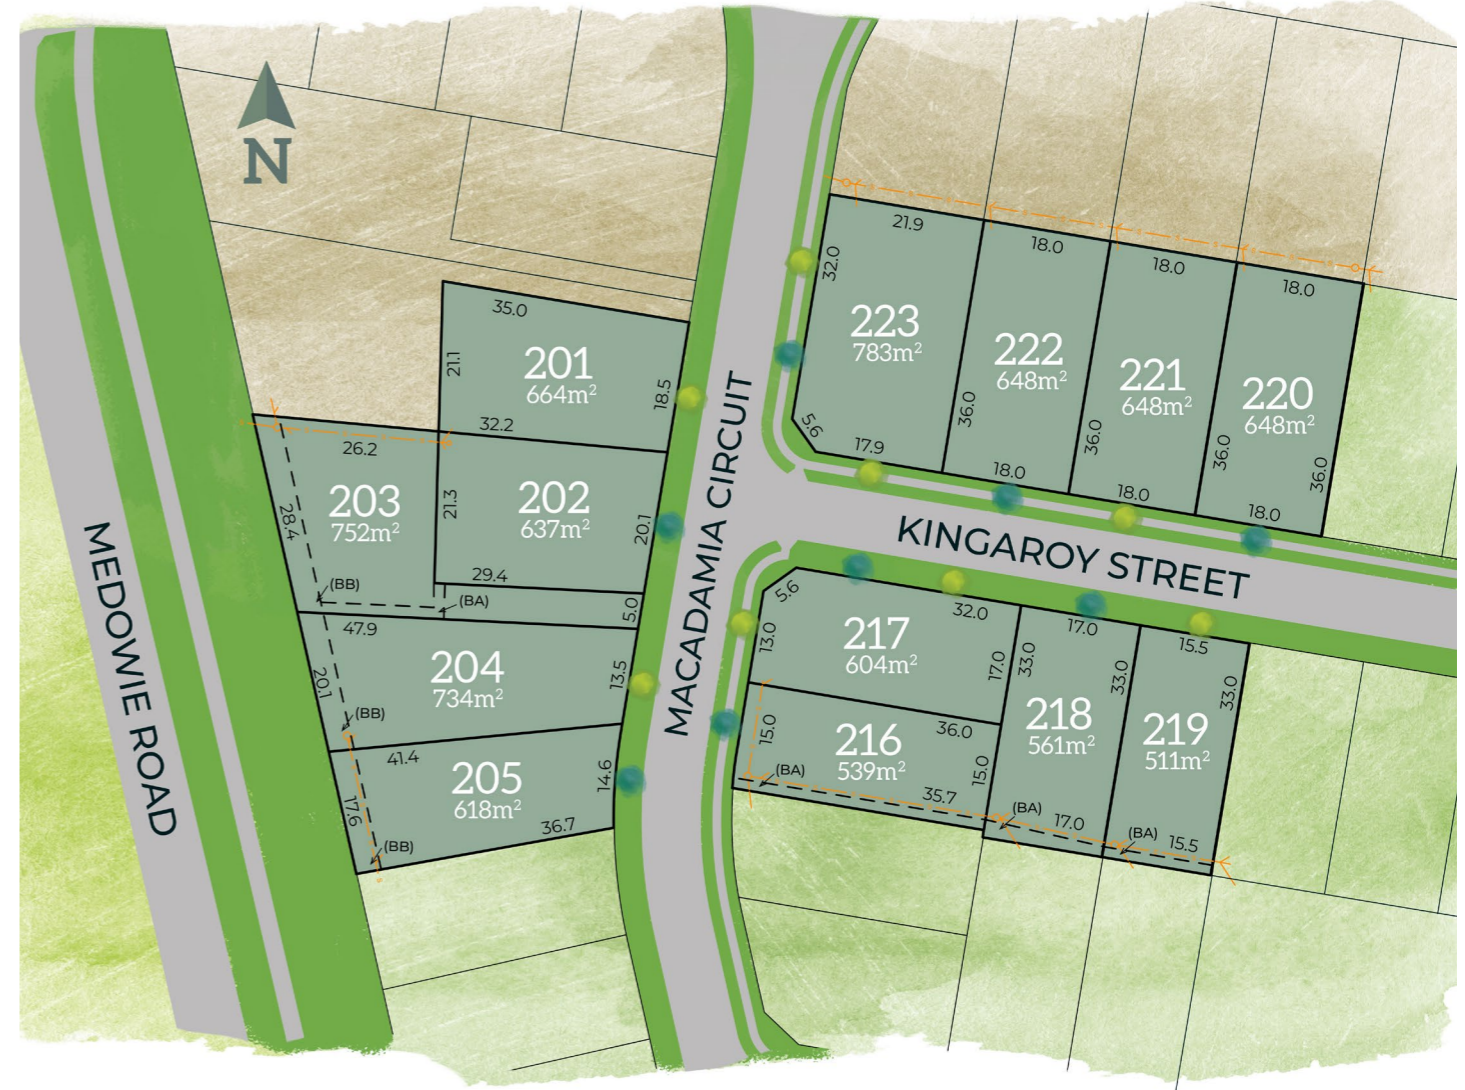 N
21.9
32.0
223
783m²
5.6
17.9
18.0
222
648m²
36.0
18.0
18.0
221
648m²
36.0
18.0
18.0
220
648m²
36.0
36.0
18.0
35.0
21.1
201
664m²
18.5
32.2
26.2
203
752m²
28.4
(BB)
21.3
202
637m²
20.1
29.4
(BA)
5.0
47.9
204
734m²
20.1
13.5
(BB)
41.4
205
618m²
17.6
14.6
36.7
(BB)
MEDOWIE ROAD
MACADAMIA CIRCUIT
KINGAROY STREET
5.6
32.0
13.0
217
604m²
17.0
36.0
15.0
216
539m²
15.0
(BA)
35.7
17.0
33.0
218
561m²
33.0
(BA)
17.0
15.5
219
511m²
33.0
(BA)
15.5